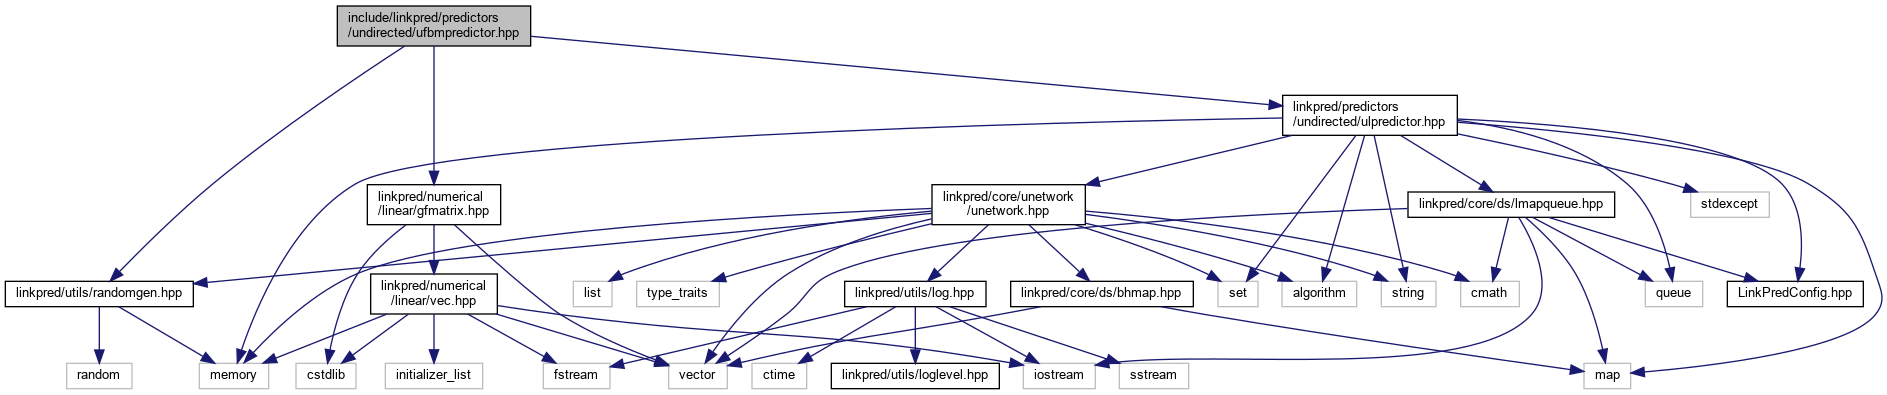 include/linkpred/predictors
/undirected/ufbmpredictor.hpp
linkpred/predictors
/undirected/ulpredictor.hpp
linkpred/numerical
/linear/gfmatrix.hpp
linkpred/core/unetwork
/unetwork.hpp
linkpred/core/ds/lmapqueue.hpp
stdexcept
linkpred/utils/randomgen.hpp
linkpred/numerical
/linear/vec.hpp
list
type_traits
linkpred/utils/log.hpp
linkpred/core/ds/bhmap.hpp
set
algorithm
string
cmath
queue
LinkPredConfig.hpp
random
memory
cstdlib
initializer_list
fstream
vector
ctime
linkpred/utils/loglevel.hpp
iostream
sstream
map